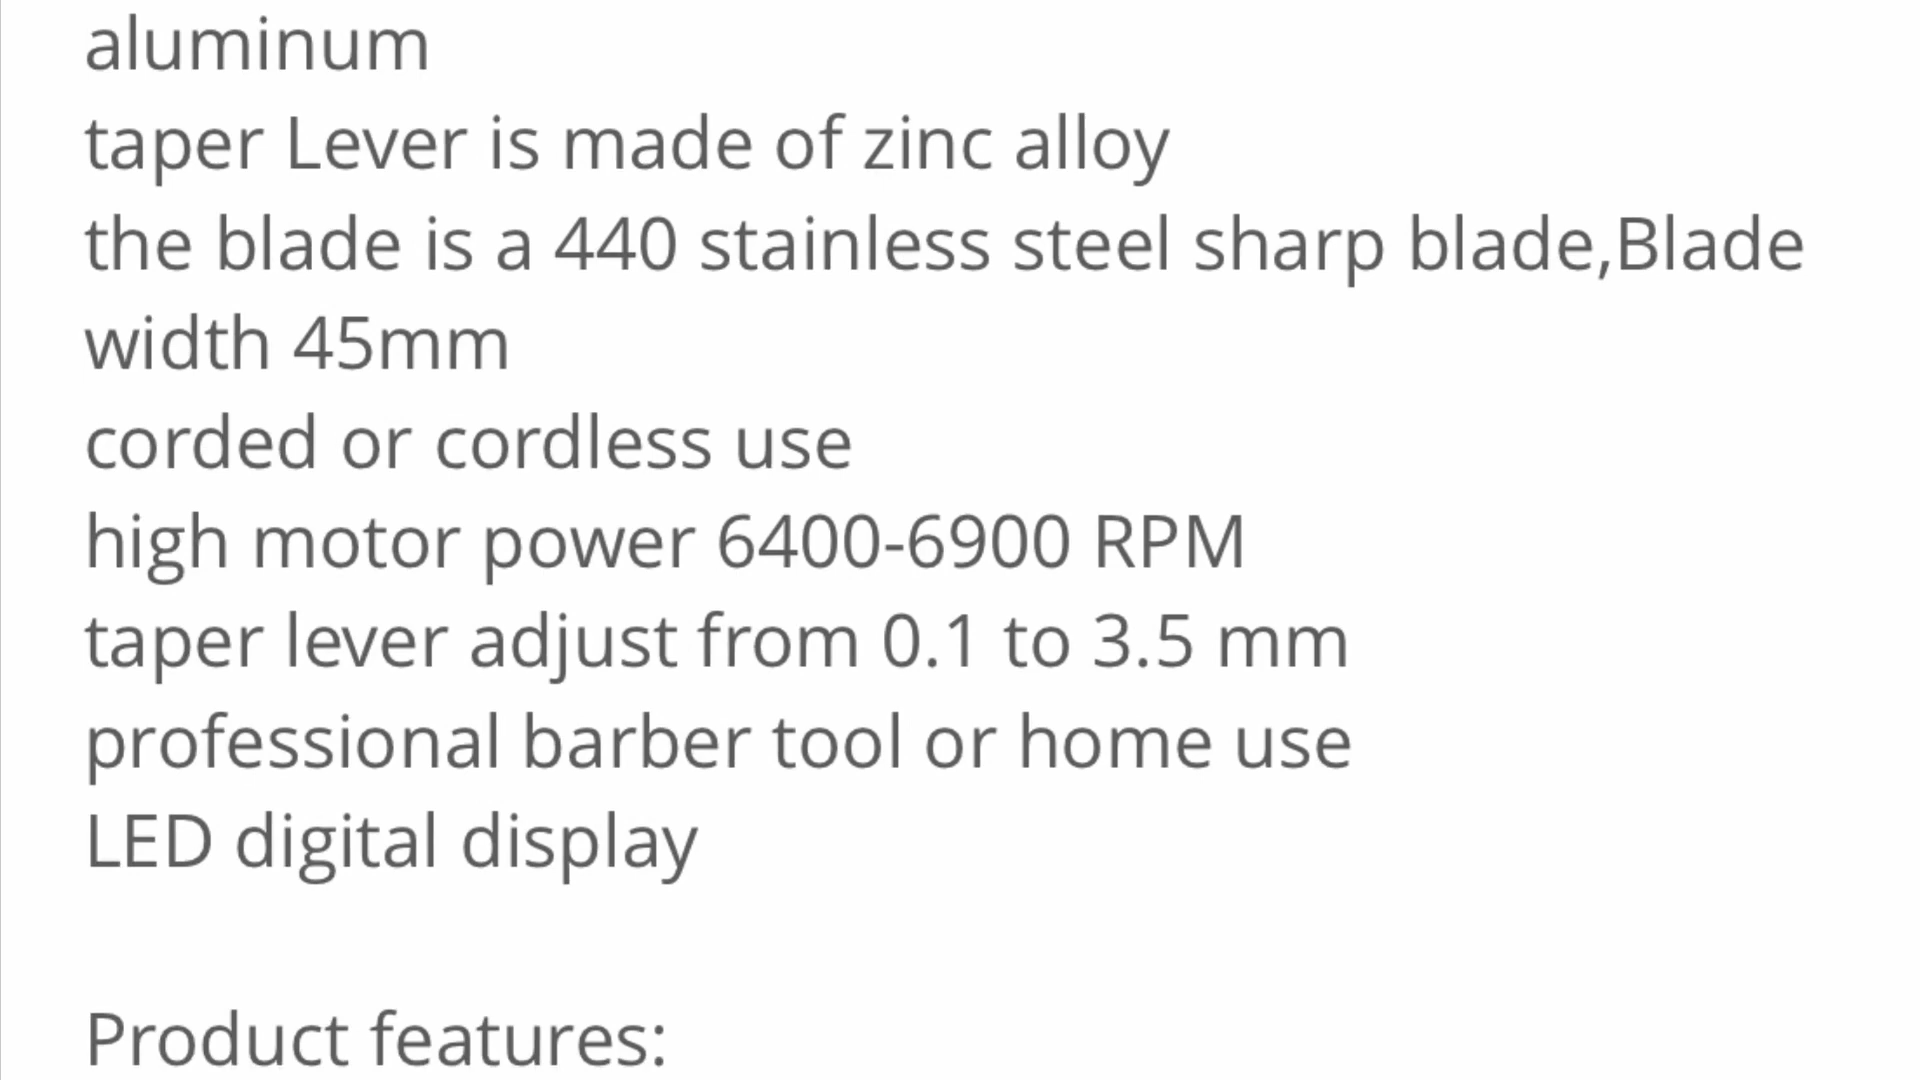 aluminum
taper Lever is made of zinc alloy
the blade is a 440 stainless steel sharp blade,Blade
width 45mm
corded or cordless use
high motor power 6400-6900 RPM
taper lever adjust from 0.1 to 3.5 mm
professional barber tool or home use
LED digital display
Product features: